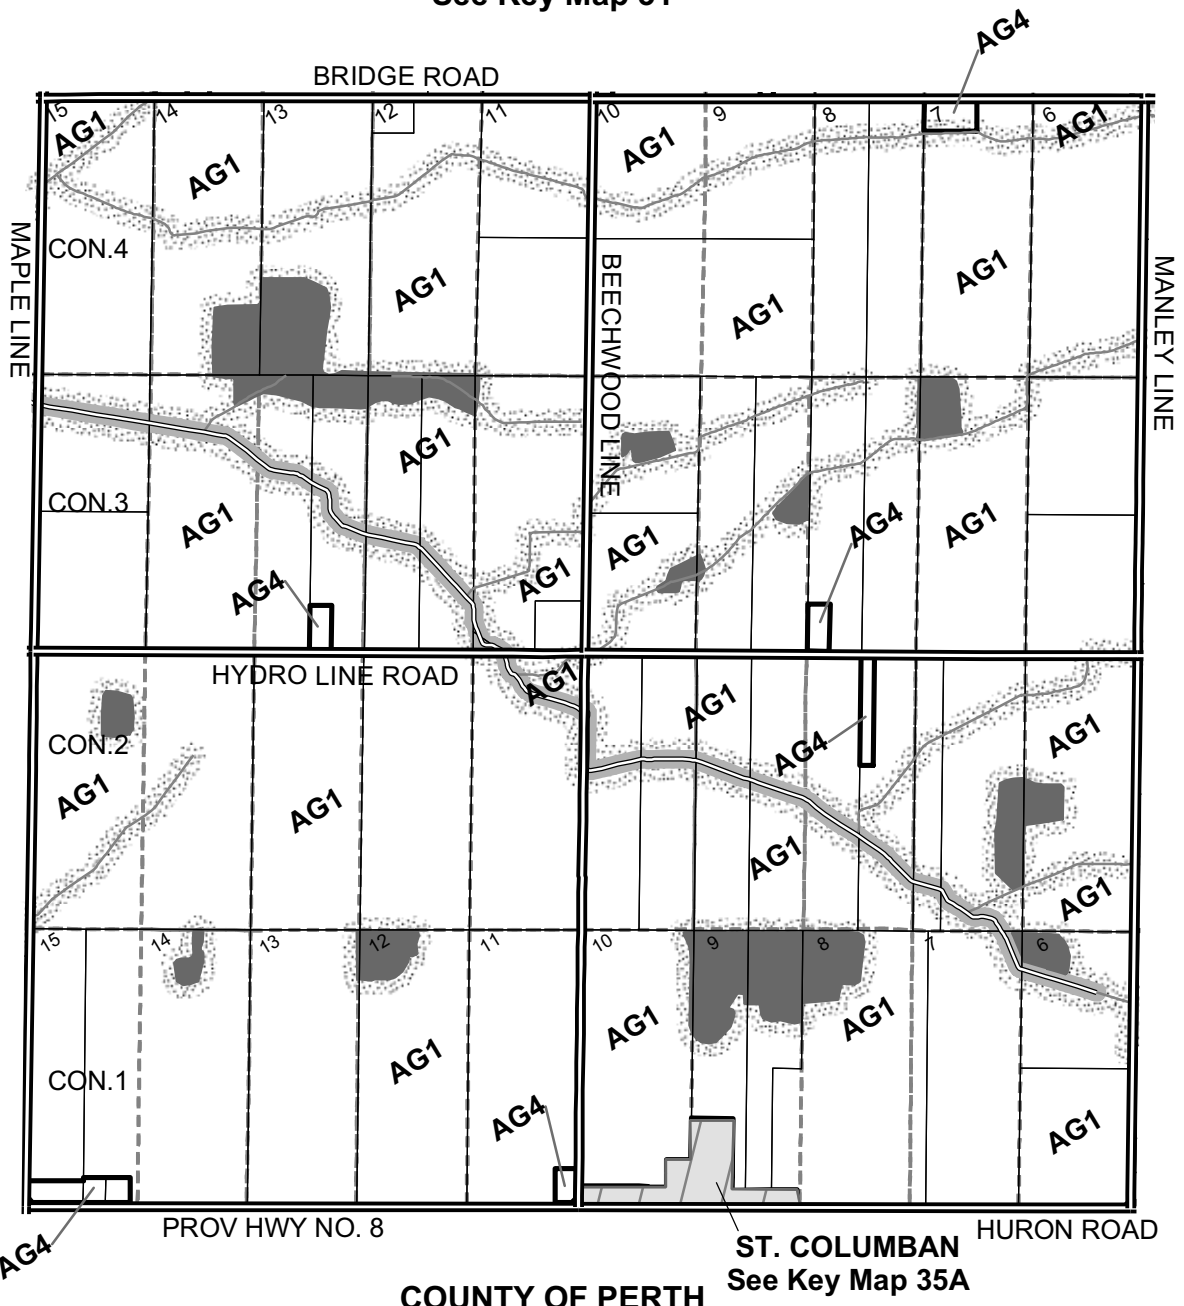 See Key Map 31
AG4
BRIDGE ROAD
15
14
13
12
11
10
9
8
7
6
AG1
AG1
AG1
AG1
CON.4
AG1
AG1
AG1
MAPLE LINE
BEECHWOOD LINE
MANLEY LINE
AG1
CON.3
AG1
AG1
AG1
AG4
AG1
AG4
HYDRO LINE ROAD
AG1
AG1
AG1
CON.2
AG4
AG1
AG1
AG1
AG1
15
14
13
12
11
10
9
8
7
6
AG1
AG1
AG1
CON.1
AG4
AG1
PROV HWY NO. 8
HURON ROAD
AG4
ST. COLUMBAN
See Key Map 35A
COUNTY OF PERTH